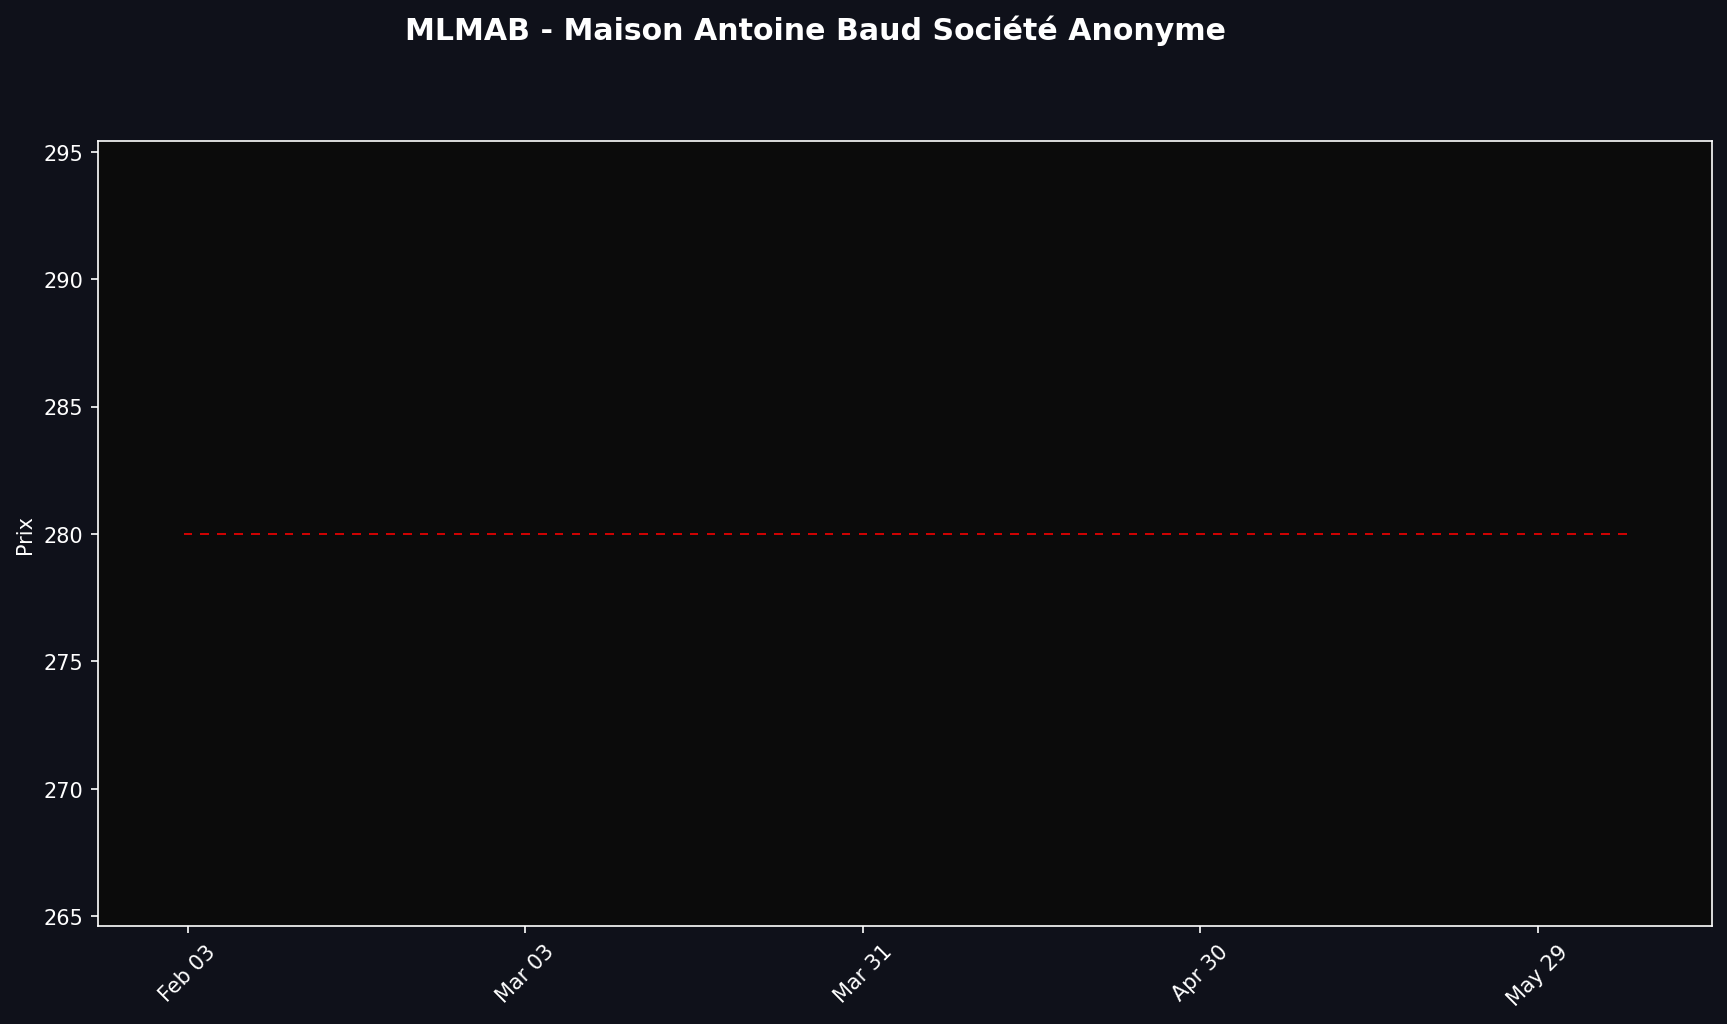 MLMAB - Maison Antoine Baud Société Anonyme
295
290
285
280
275
270
265
Prix
Feb 03
Mar 03
Mar 31
Apr 30
May 29